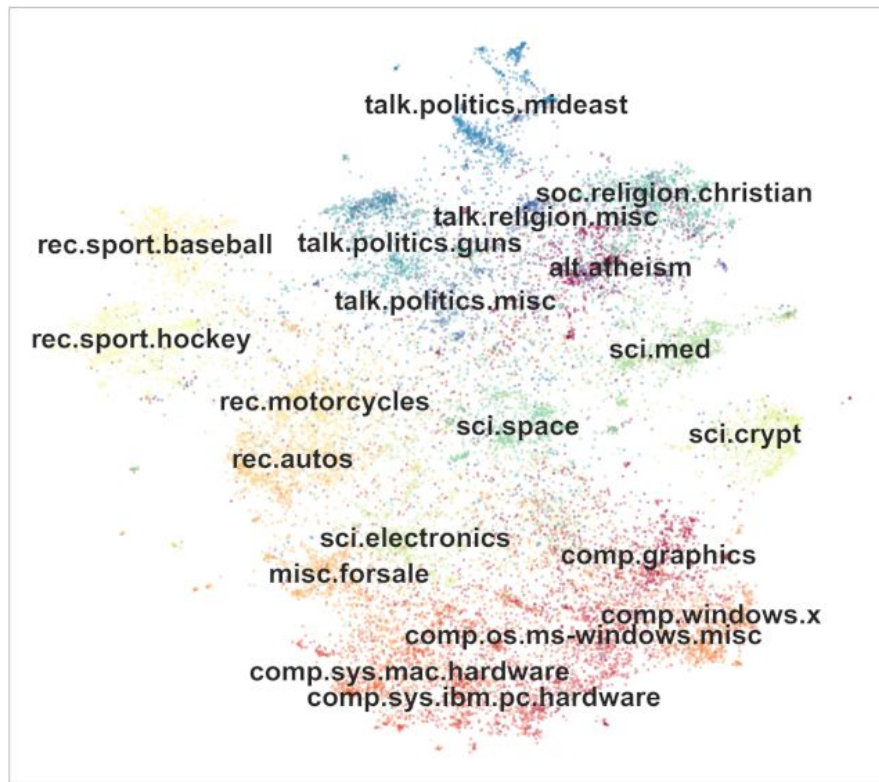 talk.politics.mideast
soc.religion.christian
talk.religion.misc
rec.sport.baseball
talk.politics.guns
alt.atheism
talk.politics.misc
rec.sport.hockey
sci.med
rec.motorcycles
sci.space
sci.crypt
rec.autos
sci.electronics
comp.graphics
misc.forsale
comp.windows.x
comp.os.ms-windows.misc
comp.sys.mac.hardware
comp.sys.ibm.pc.hardware